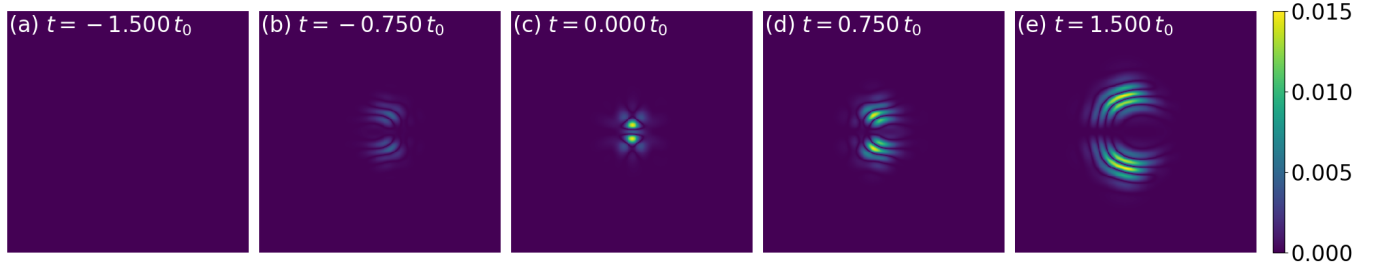 (a) t = −1.500 t₀
(b) t = −0.750 t₀
(c) t = 0.000 t₀
(d) t = 0.750 t₀
(e) t = 1.500 t₀
0.015
0.010
0.005
0.000